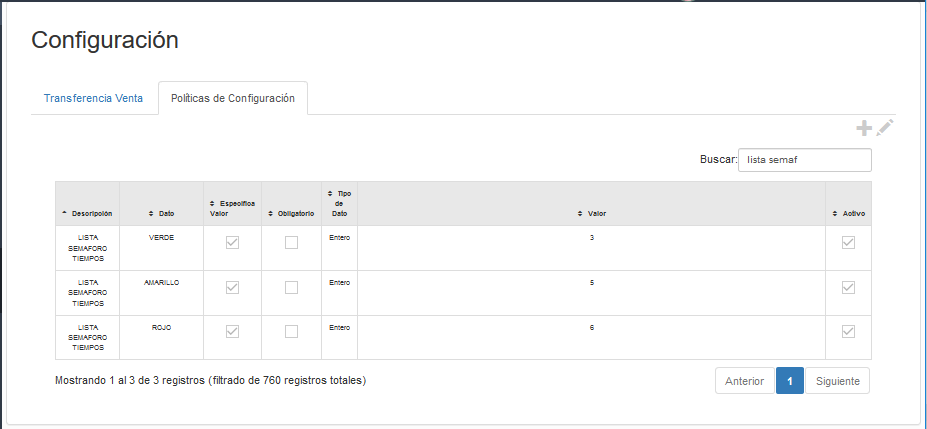 Configuración
Transferencia Venta
Políticas de Configuración
Buscar: lista semaf
Descripción Dato Especifica Valor Obligatorio Tipo de Dato Valor Activo
LISTA SEMAFORO TIEMPOS VERDE Entero 3
LISTA SEMAFORO TIEMPOS AMARILLO Entero 5
LISTA SEMAFORO TIEMPOS ROJO Entero 6
Mostrando 1 al 3 de 3 registros (filtrado de 760 registros totales)
Anterior 1 Siguiente